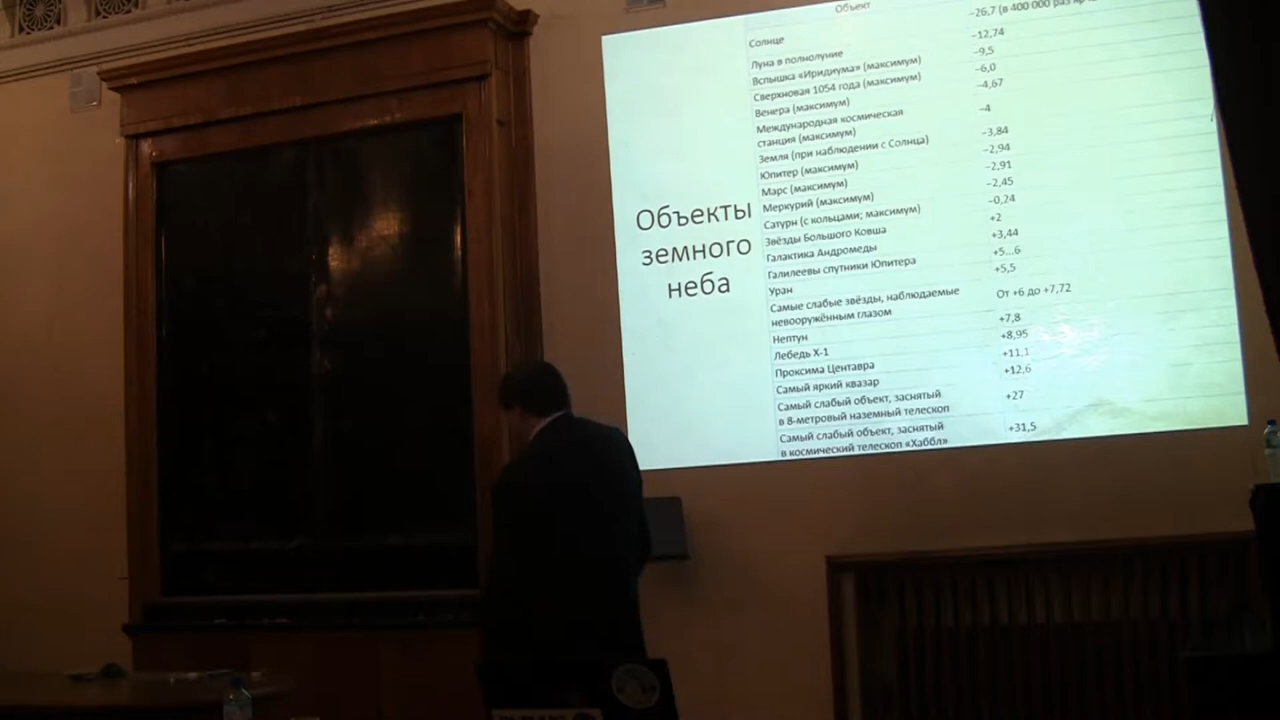 Объекты
земного
неба
Объект
Солнце −26,7 (в 400 000 раз
Луна в полнолуние −12,74
Вспышка «Иридиума» (максимум) −9,5
Сверхновая 1054 года (максимум) −6,0
Венера (максимум) −4,67
Международная космическая
станция (максимум) −4
Земля (при наблюдении с Солнца) −3,84
Юпитер (максимум) −2,94
Марс (максимум) −2,91
Меркурий (максимум) −2,45
Сатурн (с кольцами; максимум) −0,24
Звёзды Большого Ковша +2
Галактика Андромеды +3,44
Галилеевы спутники Юпитера +5...6
Уран +5,5
Самые слабые звёзды, наблюдаемые
невооружённым глазом От +6 до +7,72
Нептун +7,8
Лебедь X-1 +8,95
Проксима Центавра +11,1
Самый яркий квазар +12,6
Самый слабый объект, заснятый
в 8-метровый наземный телескоп +27
Самый слабый объект, заснятый
в космический телескоп «Хаббл» +31,5